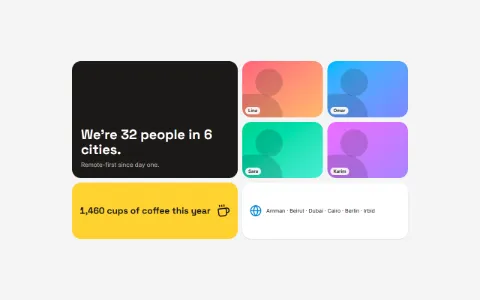 We're 32 people in 6
cities.
Remote-first since day one.
Lina
Omar
Sara
Karim
1,460 cups of coffee this year
Amman · Beirut · Dubai · Cairo · Berlin · Irbid